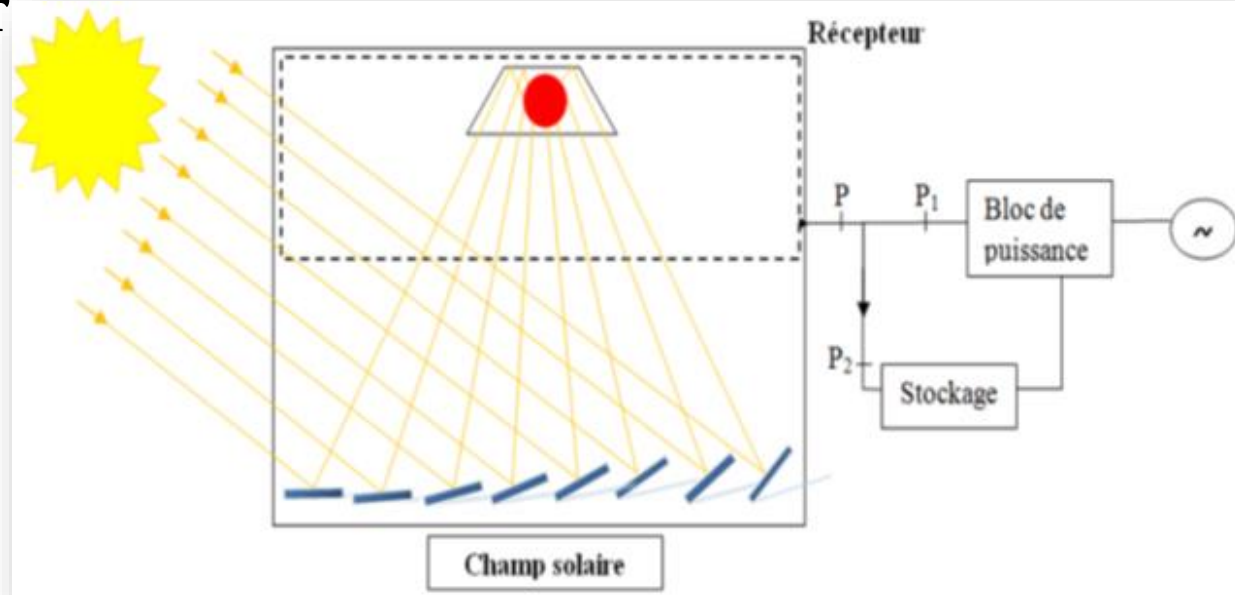 Récepteur
P
P₁
Bloc de
puissance
~
P₂
Stockage
Champ solaire